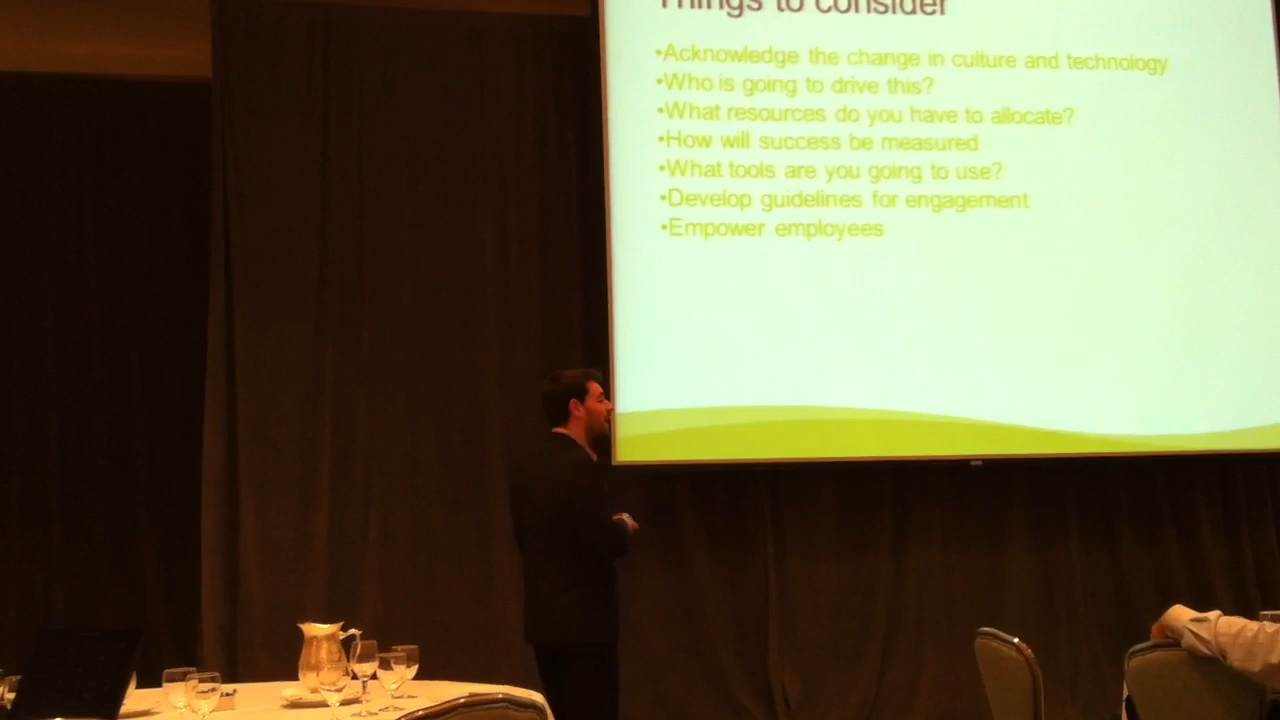 Things to consider
•Acknowledge the change in culture and technology
•Who is going to drive this?
•What resources do you have to allocate?
•How will success be measured
•What tools are you going to use?
•Develop guidelines for engagement
•Empower employees